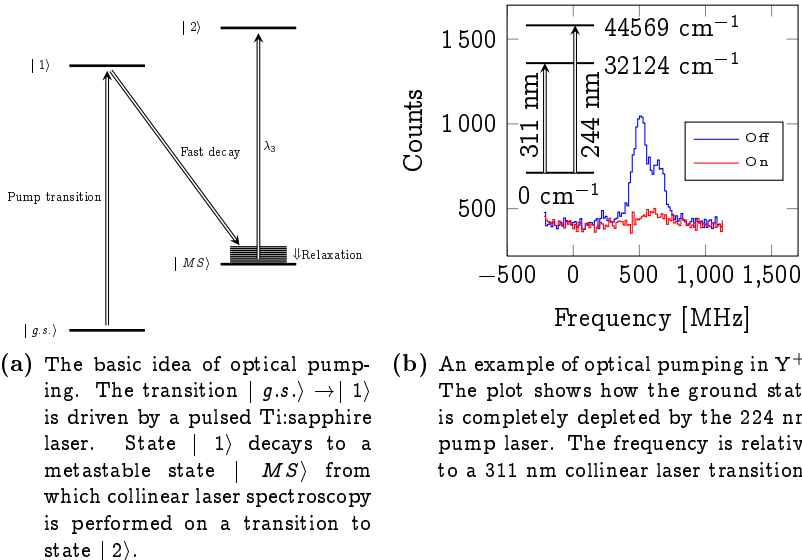 | 2⟩
| 1⟩
Fast decay
λ3
Pump transition
⇓Relaxation
| MS⟩
| g.s.⟩
1 500
1 000
500
Counts
44569 cm−1
32124 cm−1
311 nm
244 nm
0 cm−1
Off
On
−500 0 500 1,000 1,500
Frequency [MHz]
(a) The basic idea of optical pump-
ing. The transition | g.s.⟩ →| 1⟩
is driven by a pulsed Ti:sapphire
laser. State | 1⟩ decays to a
metastable state | MS⟩ from
which collinear laser spectroscopy
is performed on a transition to
state | 2⟩.
(b) An example of optical pumping in Y+
The plot shows how the ground stat
is completely depleted by the 224 nm
pump laser. The frequency is relativ
to a 311 nm collinear laser transition